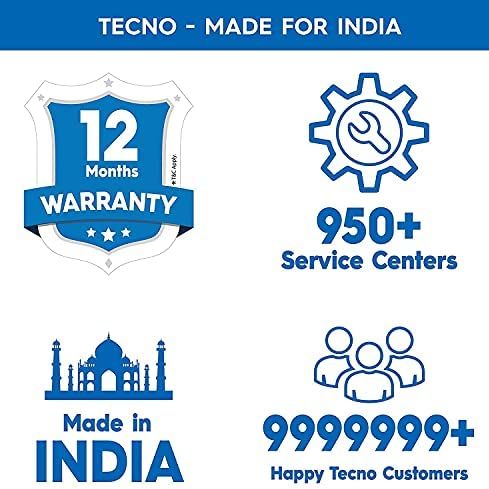 TECNO - MADE FOR INDIA
12
Months
WARRANTY
★T&C Apply.
950+
Service Centers
Made in
INDIA
9999999+
Happy Tecno Customers